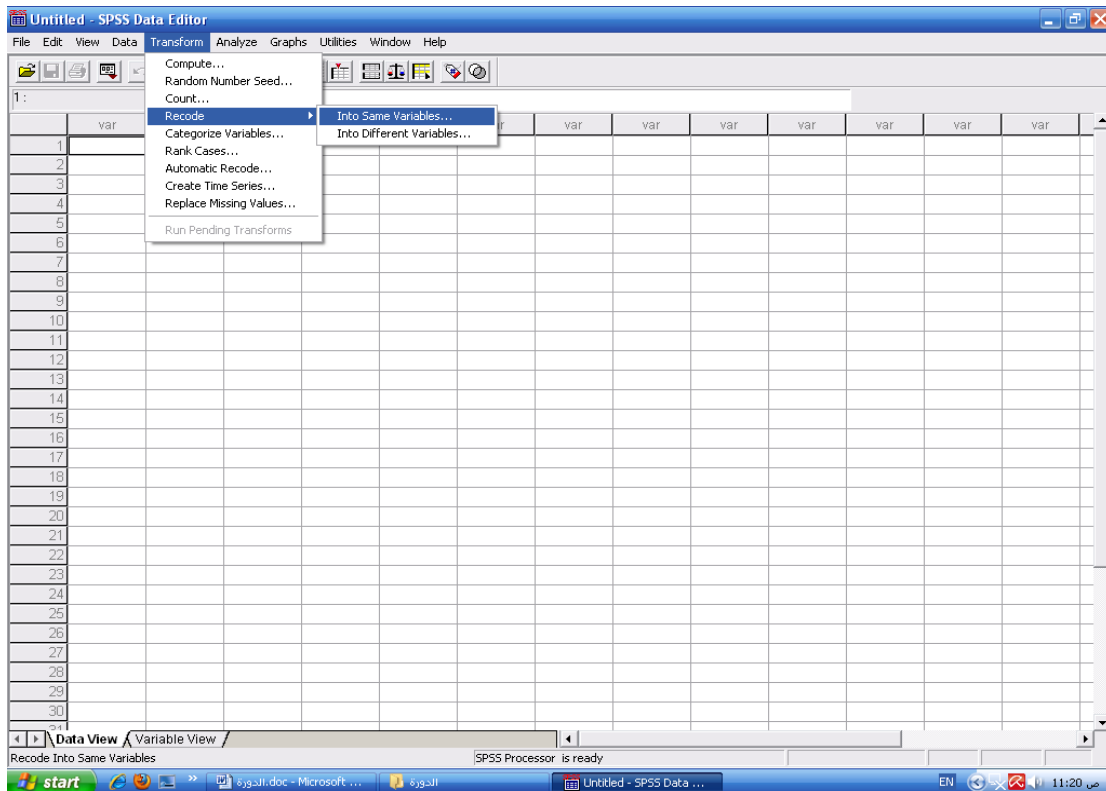 Untitled - SPSS Data Editor
File Edit View Data Transform Analyze Graphs Utilities Window Help
1 :
Compute...
Random Number Seed...
Count...
Recode
Categorize Variables...
Rank Cases...
Automatic Recode...
Create Time Series...
Replace Missing Values...
Run Pending Transforms
Into Same Variables...
Into Different Variables...
var var var var var var var var
1
2
3
4
5
6
7
8
9
10
11
12
13
14
15
16
17
18
19
20
21
22
23
24
25
26
27
28
29
30
31
Data View Variable View
Recode Into Same Variables SPSS Processor is ready
start » الدورة.doc - Microsoft ... الدورة Untitled - SPSS Data ... EN 11:20 ص